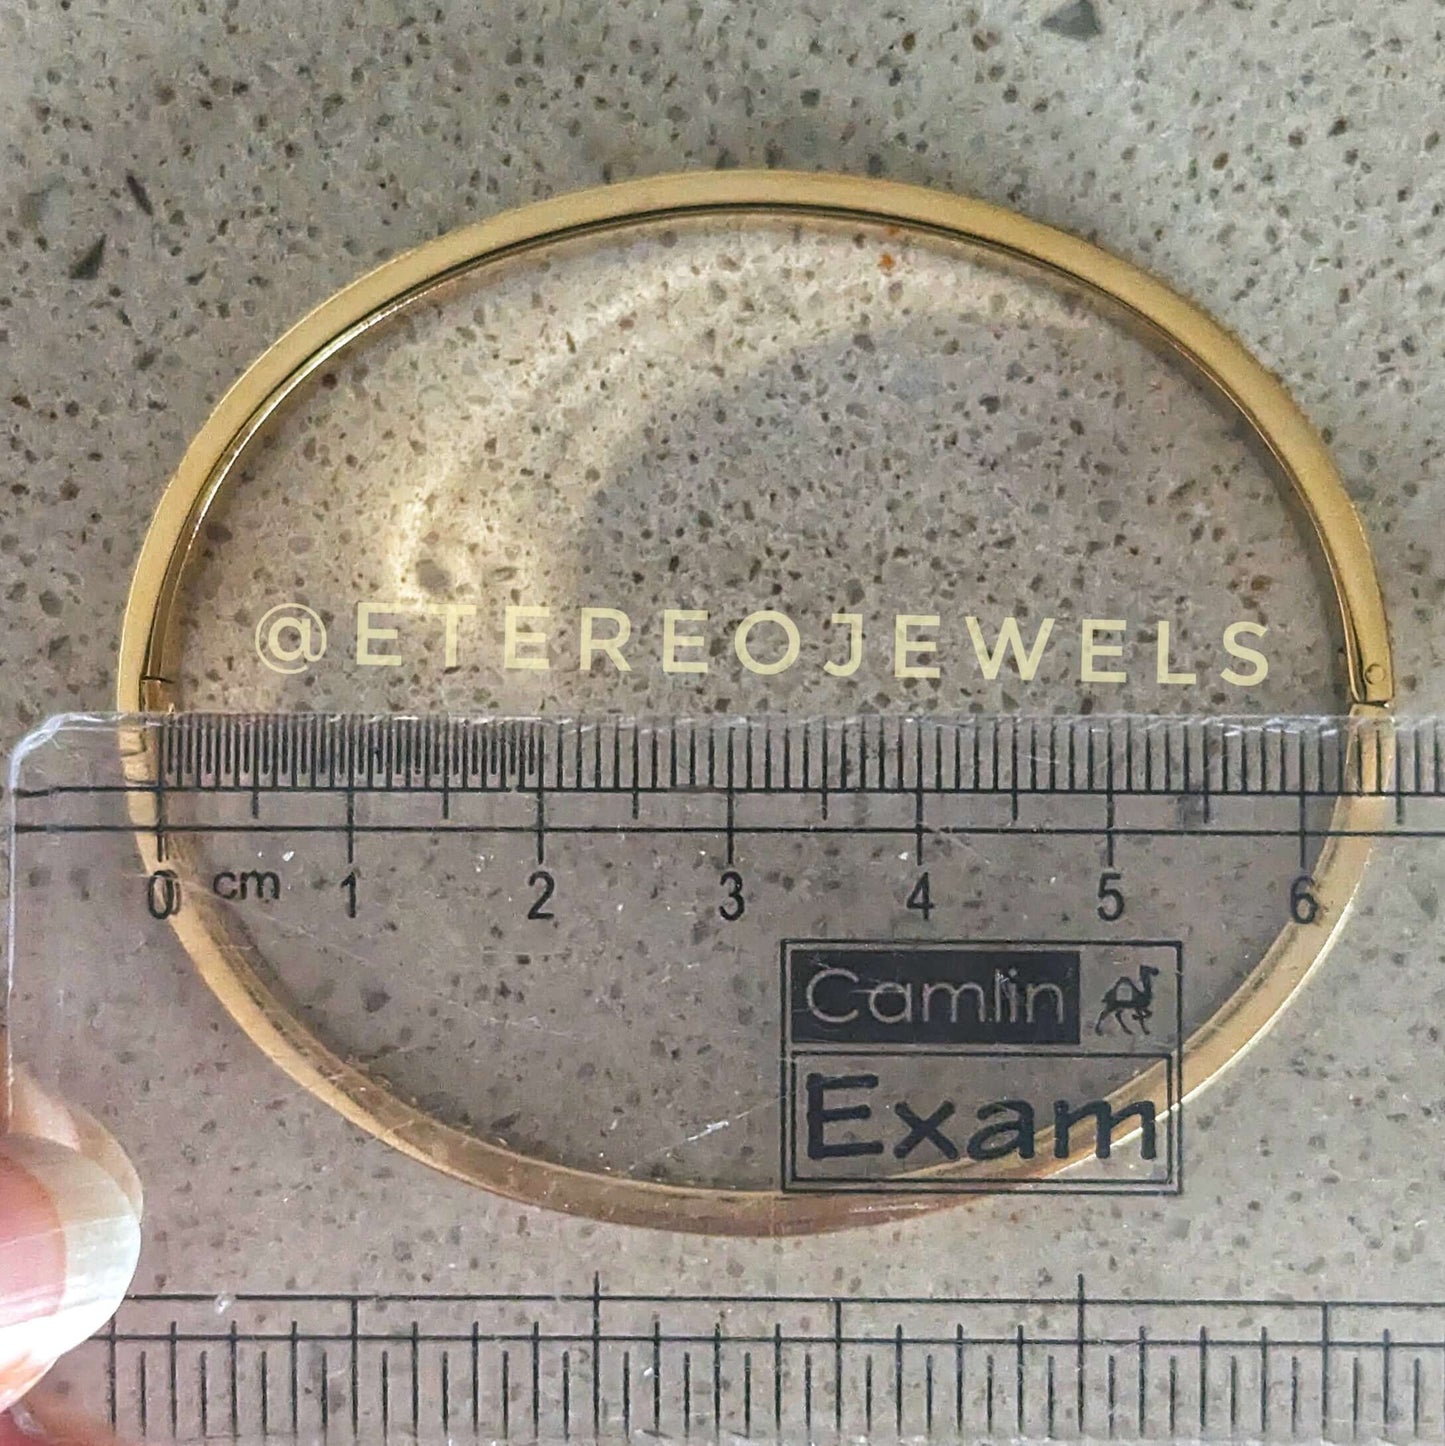 @ETEREOJEWELS
0 cm 1 2 3 4 5 6
Camlin
Exam